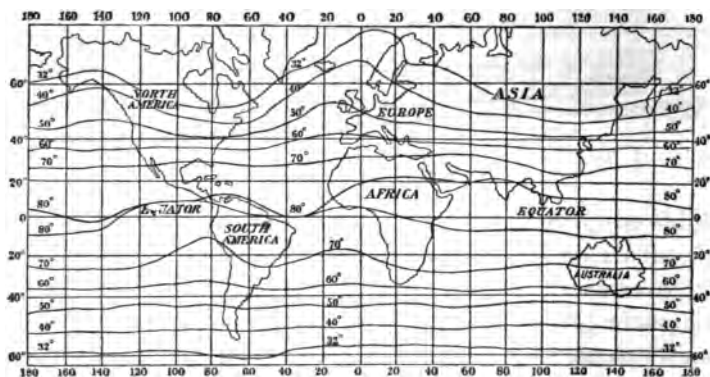 180 160 140 120 100 80 60 40 20 0 20 40 60 80 100 120 140 160 180
32° 32° 32°
60° 60°
40° NORTH AMERICA 40° ASIA 40°
50° 50° EUROPE 50°
40° 60° 60° 60° 40°
70° 70° 70°
20° 20°
AFRICA
80° EQUATOR 80° EQUATOR 80°
0 0
80° SOUTH AMERICA 80°
20° 20°
70° 70° 70° AUSTRALIA
60° 60° 60°
40° 40°
50° 50° 50°
40° 40° 40°
32° 32° 32°
60° 60°
180 160 140 120 100 80 60 40 20 0 20 40 60 80 100 120 140 160 180